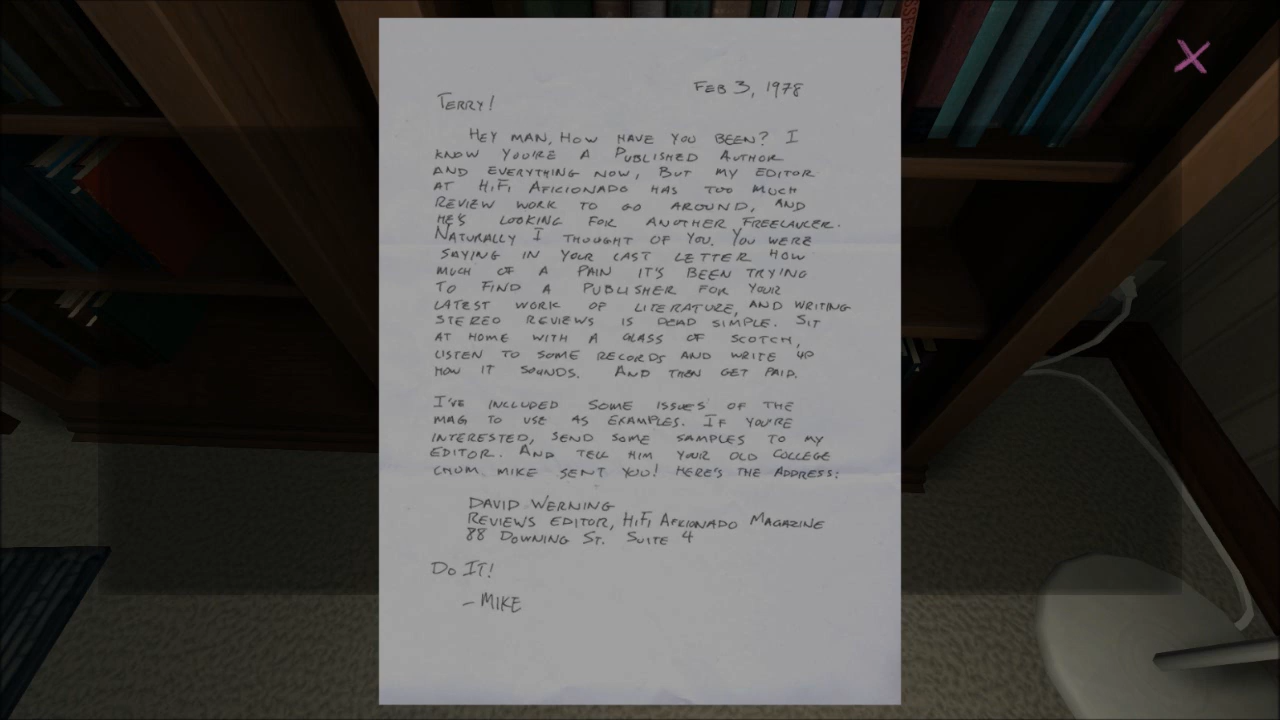 FEB 3, 1978
TERRY!
HEY MAN, HOW HAVE YOU BEEN? I
KNOW YOU'RE A PUBLISHED AUTHOR
AND EVERYTHING NOW, BUT MY EDITOR
AT HIFI AFICIONADO HAS TOO MUCH
REVIEW WORK TO GO AROUND, AND
HE'S LOOKING FOR ANOTHER FREELANCER.
NATURALLY I THOUGHT OF YOU. YOU WERE
SAYING IN YOUR LAST LETTER HOW
MUCH OF A PAIN IT'S BEEN TRYING
TO FIND A PUBLISHER FOR YOUR
LATEST WORK OF LITERATURE, AND WRITING
STEREO REVIEWS IS DEAD SIMPLE. SIT
AT HOME WITH A GLASS OF SCOTCH,
LISTEN TO SOME RECORDS AND WRITE UP
HOW IT SOUNDS. AND THEN GET PAID.
I'VE INCLUDED SOME ISSUES OF THE
MAG TO USE AS EXAMPLES. IF YOU'RE
INTERESTED, SEND SOME SAMPLES TO MY
EDITOR. AND TELL HIM YOUR OLD COLLEGE
CHUM MIKE SENT YOU! HERE'S THE ADDRESS:
DAVID WERNING
REVIEWS EDITOR, HIFI AFICIONADO MAGAZINE
88 DOWNING ST. SUITE 4
DO IT!
- MIKE